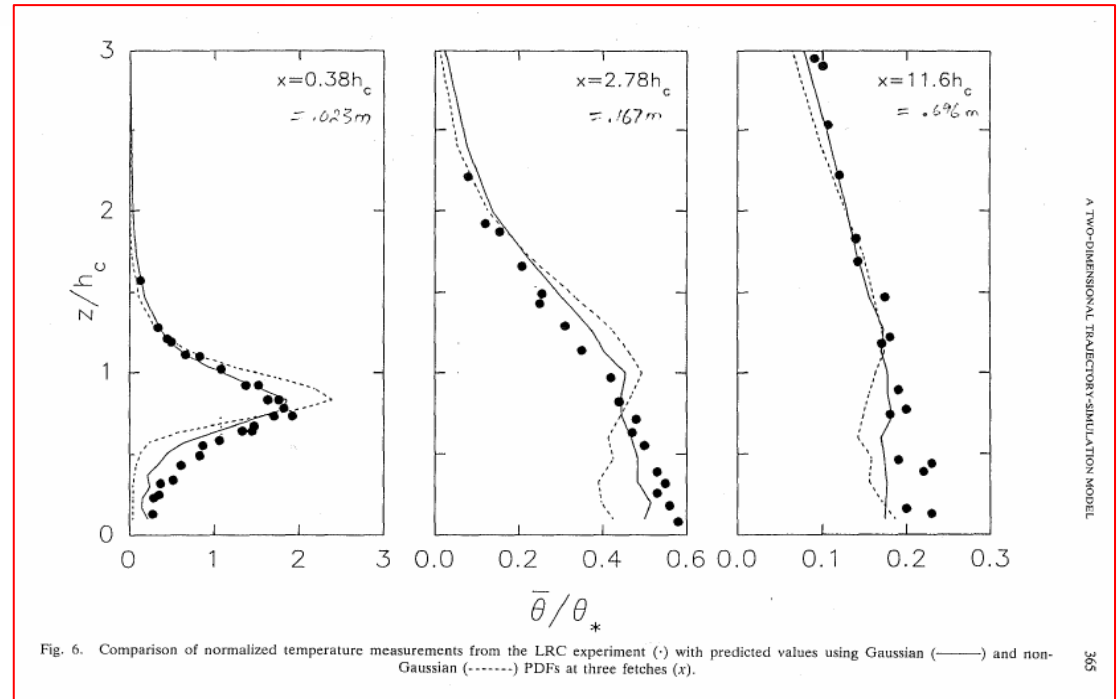 3
2
1
0
z/h_c
x=0.38h_c
= .023m
0 1 2 3
x=2.78h_c
= .167m
0.0 0.2 0.4 0.6
x=11.6h_c
= .696m
0.0 0.1 0.2 0.3
θ̅/θ_*
Fig. 6. Comparison of normalized temperature measurements from the LRC experiment (·) with predicted values using Gaussian (———) and non-
Gaussian (-------) PDFs at three fetches (x).
A TWO-DIMENSIONAL TRAJECTORY-SIMULATION MODEL
365